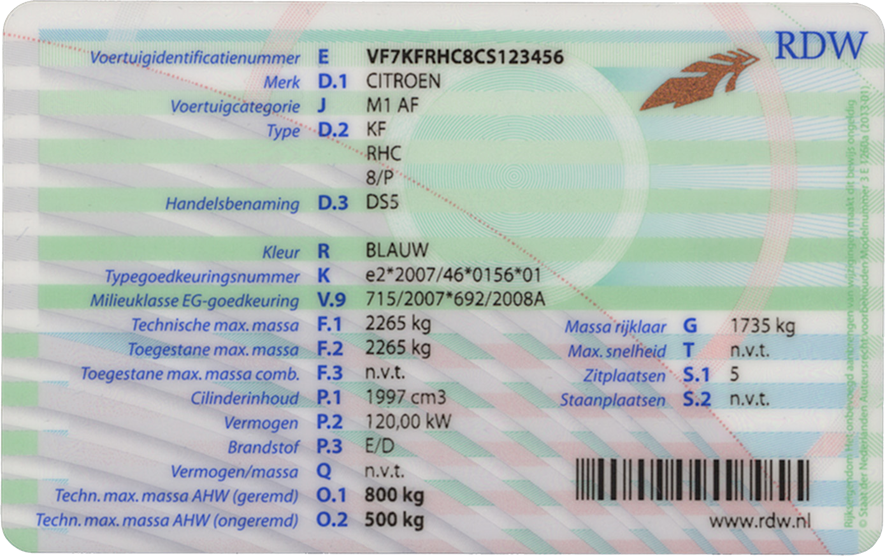 RDW
Voertuigidentificatienummer E VF7KFRHC8CS123456
Merk D.1 CITROEN
Voertuigcategorie J M1 AF
Type D.2 KF
RHC
8/P
Handelsbenaming D.3 DS5
Kleur R BLAUW
Typegoedkeuringsnummer K e2*2007/46*0156*01
Milieuklasse EG-goedkeuring V.9 715/2007*692/2008A
Technische max. massa F.1 2265 kg Massa rijklaar G 1735 kg
Toegestane max. massa F.2 2265 kg Max. snelheid T n.v.t.
Toegestane max. massa comb. F.3 n.v.t. Zitplaatsen S.1 5
Cilinderinhoud P.1 1997 cm3 Staanplaatsen S.2 n.v.t.
Vermogen P.2 120,00 kW
Brandstof P.3 E/D
Vermogen/massa Q n.v.t.
Techn. max. massa AHW (geremd) O.1 800 kg
Techn. max. massa AHW (ongeremd) O.2 500 kg
www.rdw.nl
Rijkseigendom Het onbevoegd aanbrengen van wijzigingen maakt dit bewijs ongeldig
© Staat der Nederlanden Auteursrecht voorbehouden Modelnummer 3 E 1260a (2013-01)